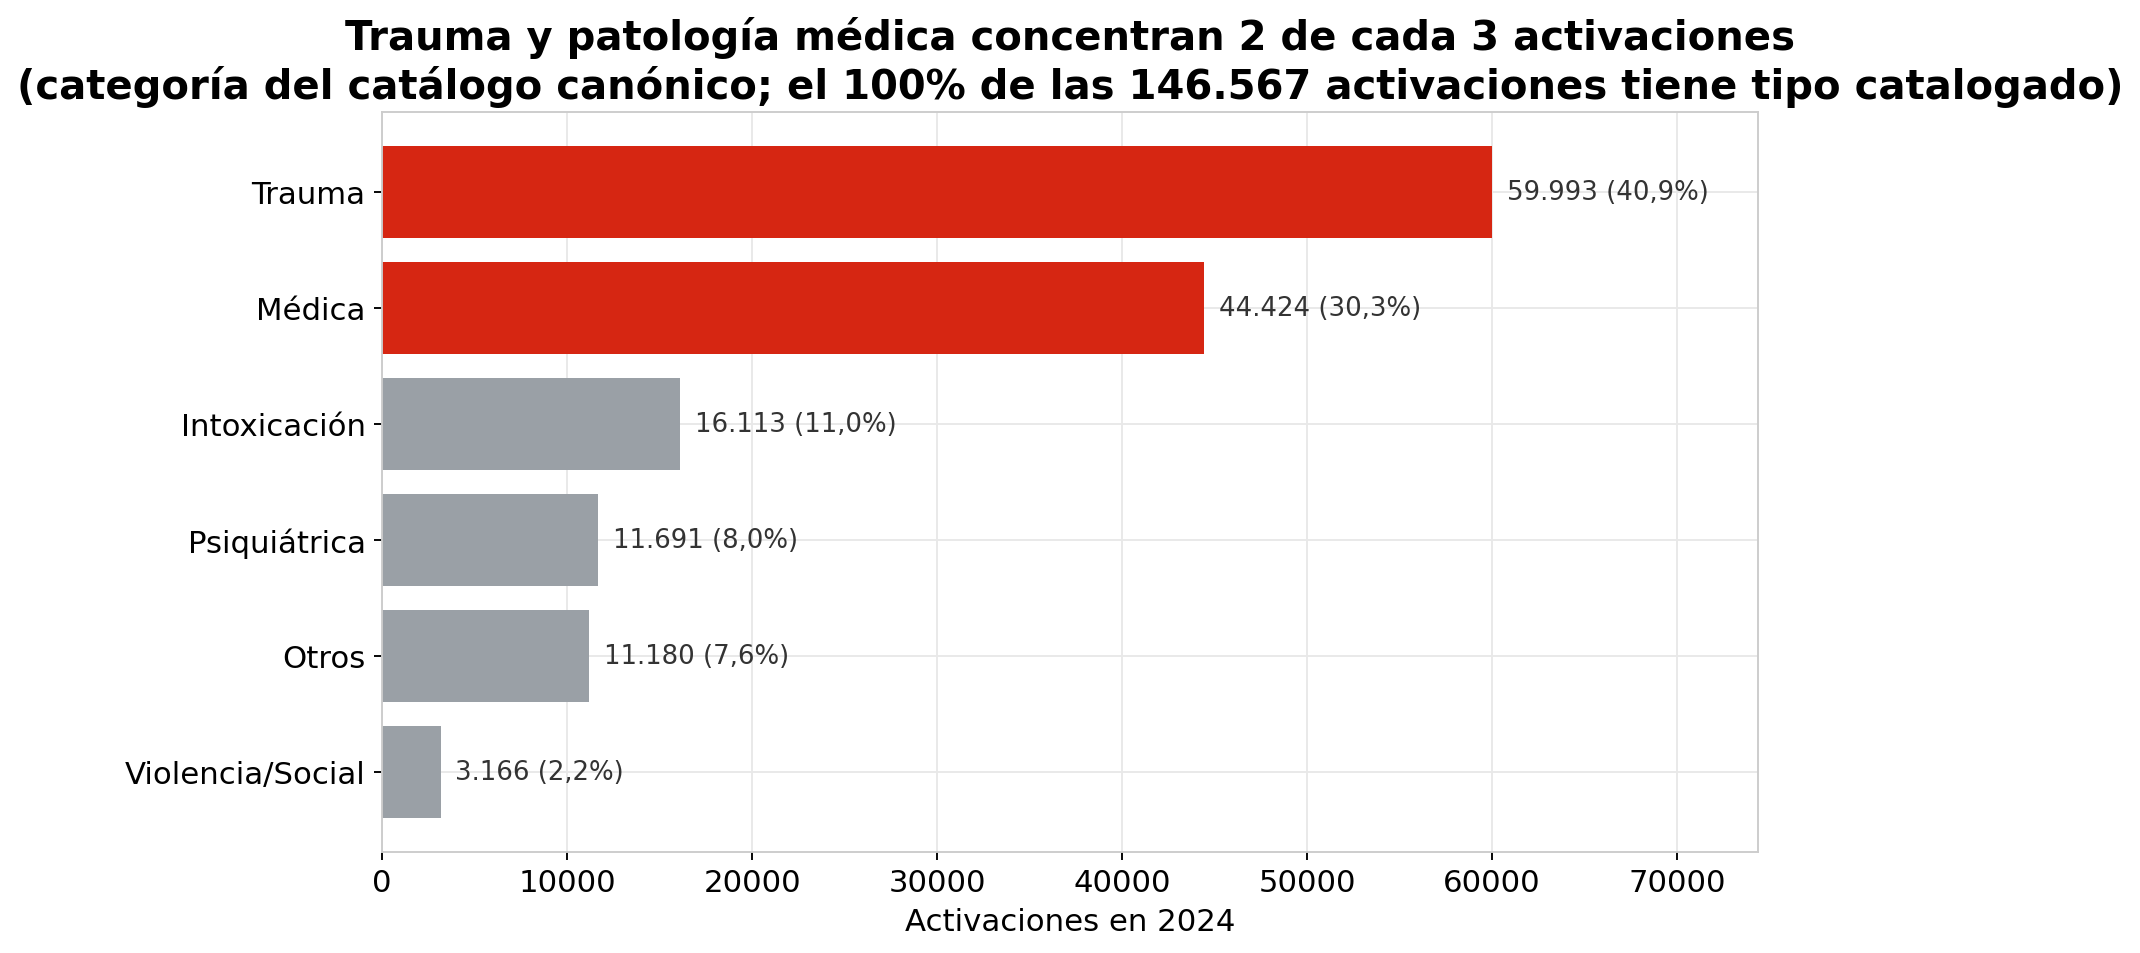 Trauma y patología médica concentran 2 de cada 3 activaciones
(categoría del catálogo canónico; el 100% de las 146.567 activaciones tiene tipo catalogado)
Trauma
59.993 (40,9%)
Médica
44.424 (30,3%)
Intoxicación
16.113 (11,0%)
Psiquiátrica
11.691 (8,0%)
Otros
11.180 (7,6%)
Violencia/Social
3.166 (2,2%)
0 10000 20000 30000 40000 50000 60000 70000
Activaciones en 2024